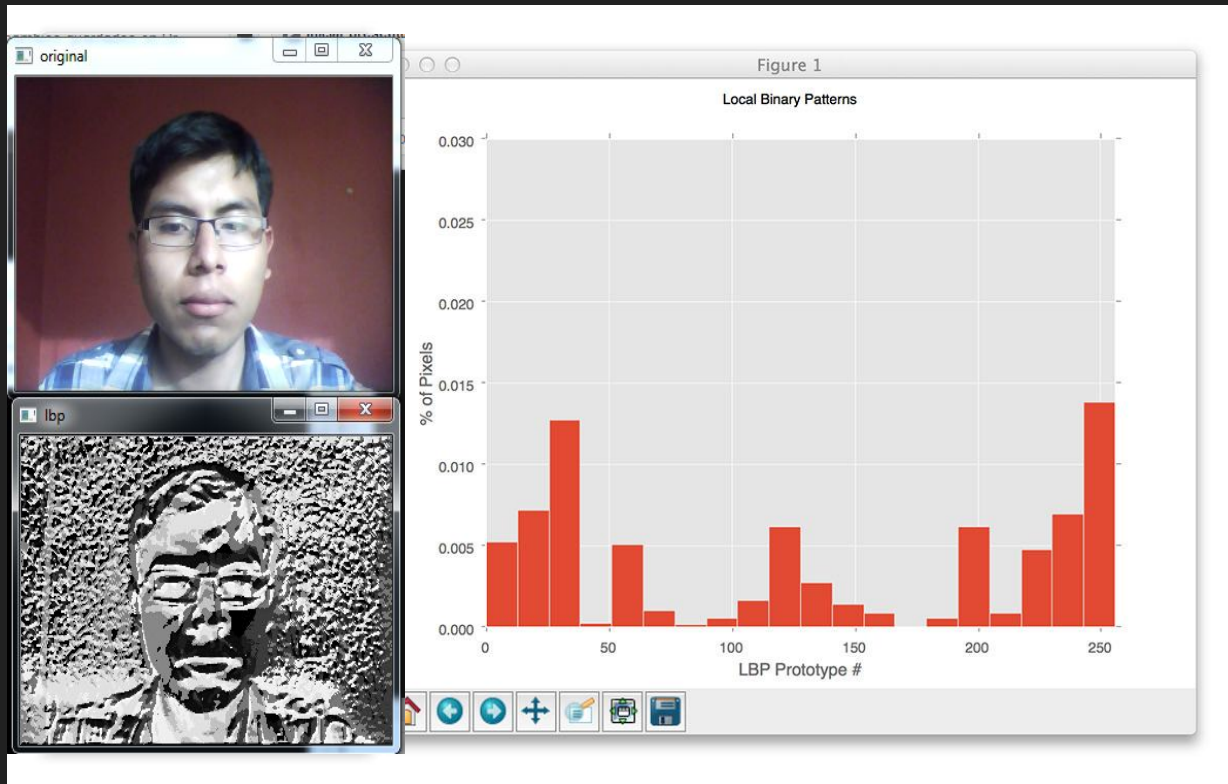 original
lbp
Figure 1
Local Binary Patterns
% of Pixels
0.030
0.025
0.020
0.015
0.010
0.005
0.000
0 50 100 150 200 250
LBP Prototype #